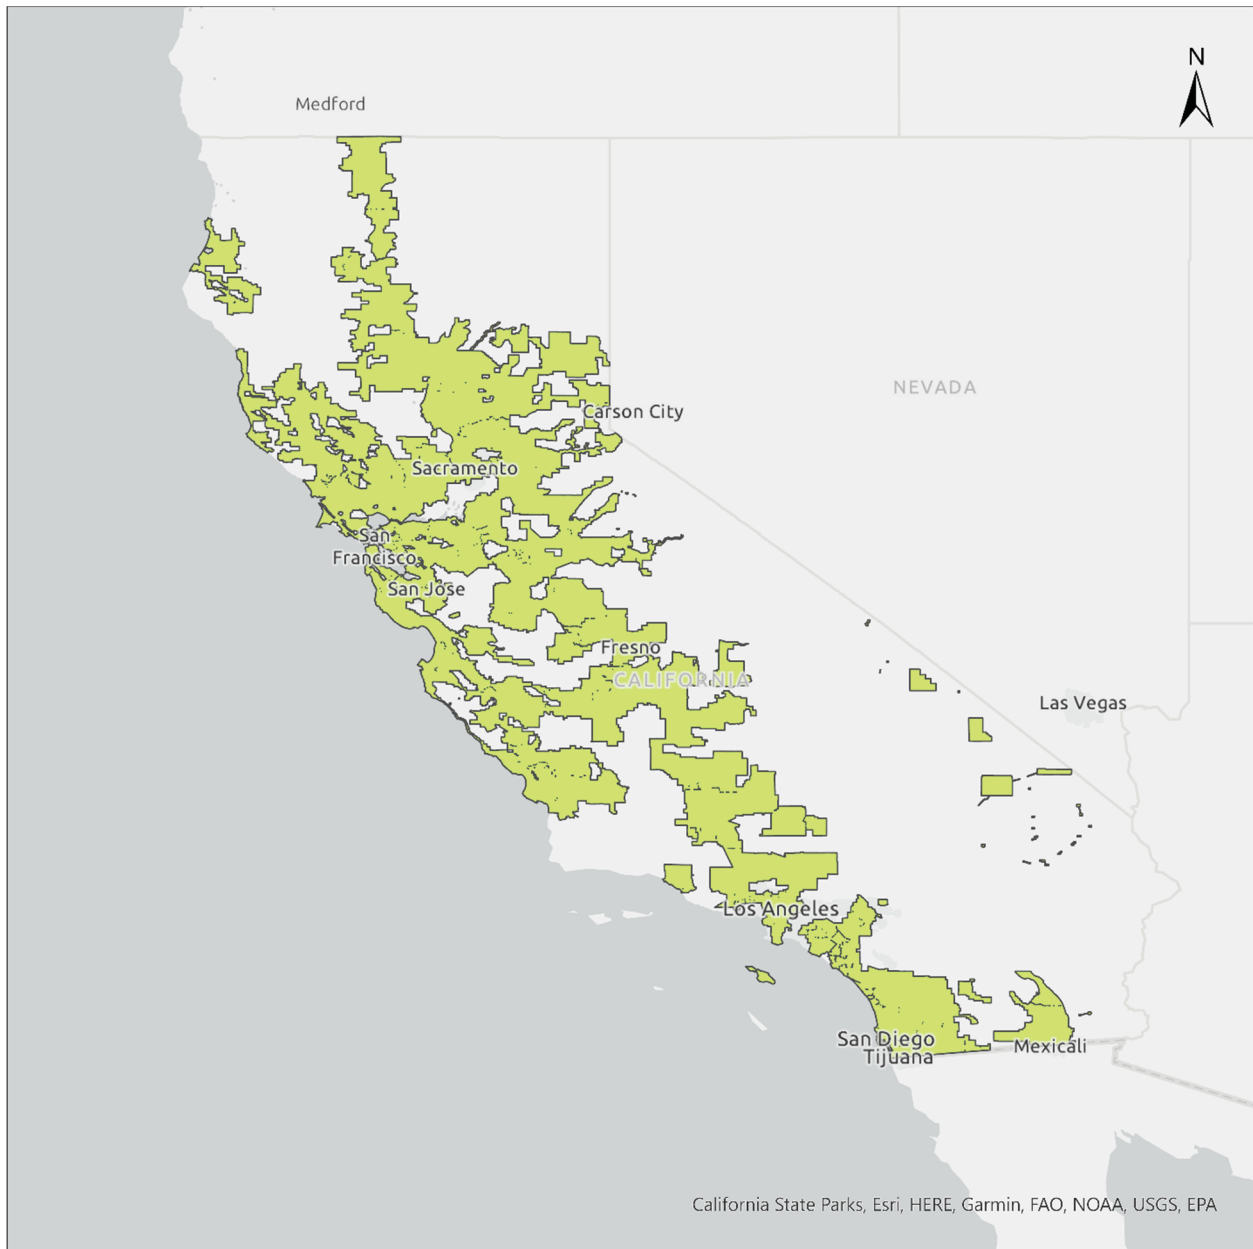 N
Medford
NEVADA
Carson City
Sacramento
San
Francisco
San Jose
Fresno
CALIFORNIA
Las Vegas
Los Angeles
San Diego
Tijuana
Mexicali
California State Parks, Esri, HERE, Garmin, FAO, NOAA, USGS, EPA